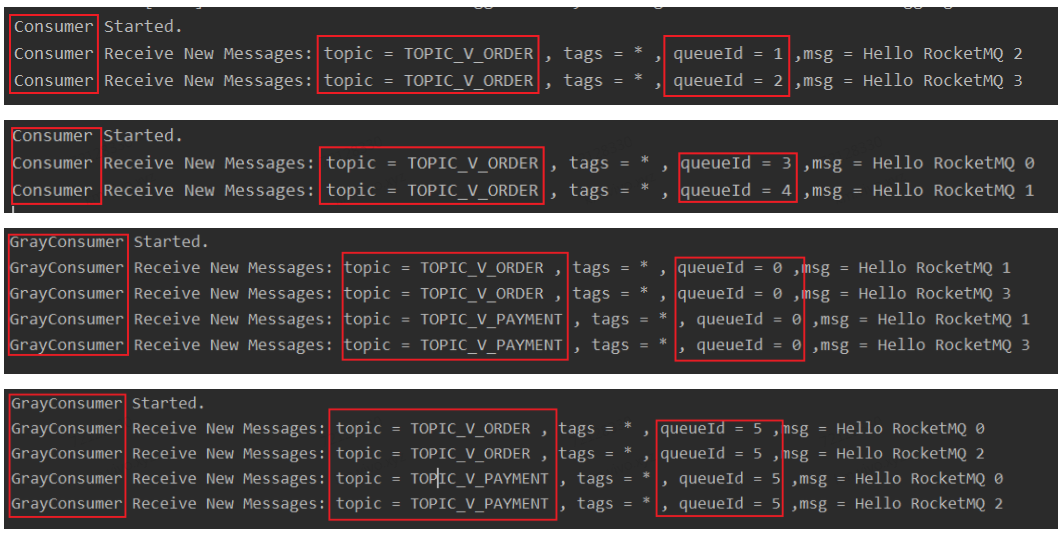 Consumer Started.
Consumer Receive New Messages: topic = TOPIC_V_ORDER , tags = * , queueId = 1 ,msg = Hello RocketMQ 2
Consumer Receive New Messages: topic = TOPIC_V_ORDER , tags = * , queueId = 2 ,msg = Hello RocketMQ 3
Consumer Started.
Consumer Receive New Messages: topic = TOPIC_V_ORDER , tags = * , queueId = 3 ,msg = Hello RocketMQ 0
Consumer Receive New Messages: topic = TOPIC_V_ORDER , tags = * , queueId = 4 ,msg = Hello RocketMQ 1
GrayConsumer Started.
GrayConsumer Receive New Messages: topic = TOPIC_V_ORDER , tags = * , queueId = 0 ,msg = Hello RocketMQ 1
GrayConsumer Receive New Messages: topic = TOPIC_V_ORDER , tags = * , queueId = 0 ,msg = Hello RocketMQ 3
GrayConsumer Receive New Messages: topic = TOPIC_V_PAYMENT , tags = * , queueId = 0 ,msg = Hello RocketMQ 1
GrayConsumer Receive New Messages: topic = TOPIC_V_PAYMENT , tags = * , queueId = 0 ,msg = Hello RocketMQ 3
GrayConsumer Started.
GrayConsumer Receive New Messages: topic = TOPIC_V_ORDER , tags = * , queueId = 5 ,msg = Hello RocketMQ 0
GrayConsumer Receive New Messages: topic = TOPIC_V_ORDER , tags = * , queueId = 5 ,msg = Hello RocketMQ 2
GrayConsumer Receive New Messages: topic = TOPIC_V_PAYMENT , tags = * , queueId = 5 ,msg = Hello RocketMQ 0
GrayConsumer Receive New Messages: topic = TOPIC_V_PAYMENT , tags = * , queueId = 5 ,msg = Hello RocketMQ 2